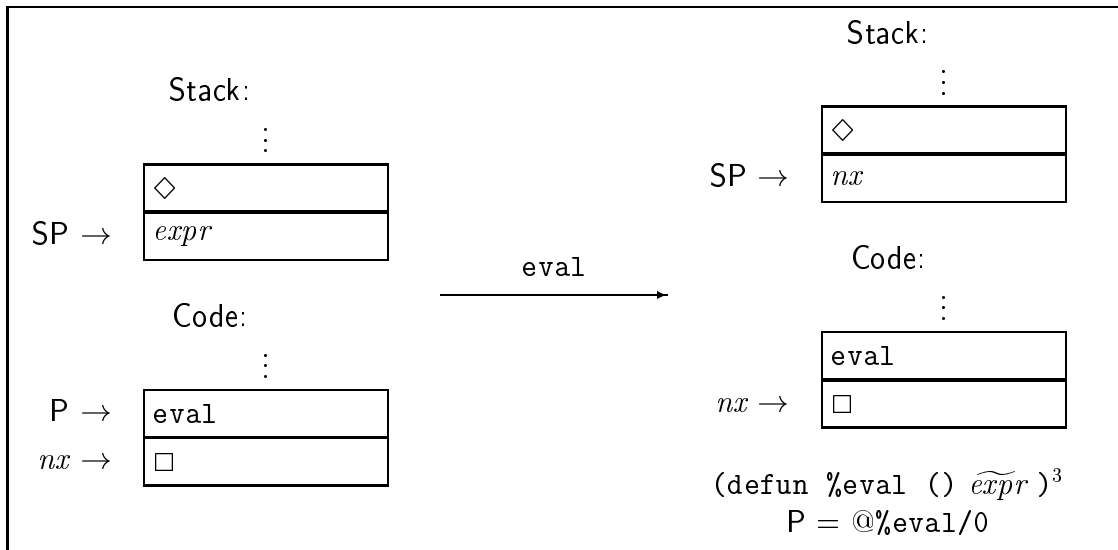 Stack:
⋮
◇
SP → expr
Code:
⋮
P → eval
nx → □
eval
Stack:
⋮
◇
SP → nx
Code:
⋮
eval
nx → □
(defun %eval () \widetilde{expr} )³
P = @%eval/0